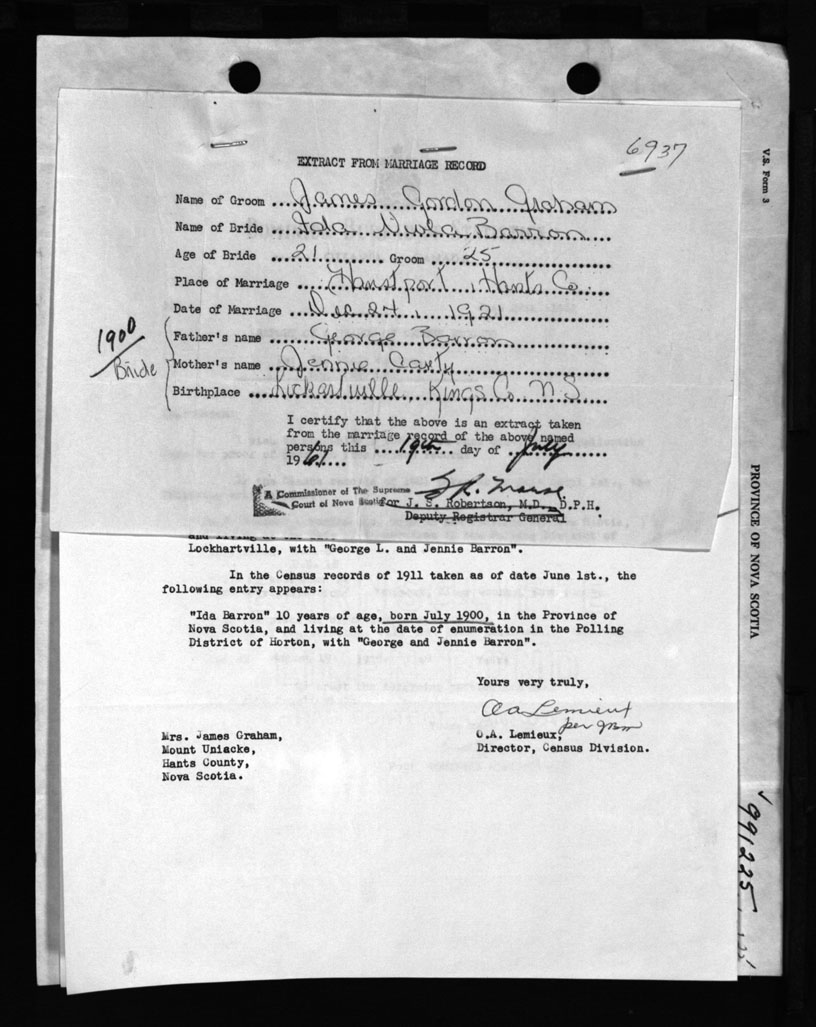 6937
EXTRACT FROM MARRIAGE RECORD
Name of Groom ...James Gordon Graham
Name of Bride ...Ida Viola Barron...
Age of Bride ...21......... Groom ...25
Place of Marriage ...Hantsport, Hants Co.
Date of Marriage ...Dec. 24, 1921
1900
Bride
Father's name ...George Barron
Mother's name ...Jennie Carty
Birthplace ...Lockartville Kings Co. N.S.
I certify that the above is an extract taken
from the marriage record of the above named
persons this ....19th... day of ..July...
1961....
A Commissioner of The Supreme
Court of Nova Scotia
for J. S. Robertson, M.D., D.P.H.
Deputy Registrar General
Lockhartville, with "George L. and Jennie Barron".
In the Census records of 1911 taken as of date June 1st., the
following entry appears:
"Ida Barron" 10 years of age, born July 1900, in the Province of
Nova Scotia, and living at the date of enumeration in the Polling
District of Horton, with "George and Jennie Barron".
Yours very truly,
OA Lemieux
per
O.A. Lemieux,
Director, Census Division.
Mrs. James Graham,
Mount Uniacke,
Hants County,
Nova Scotia.
V.S. Form 3
PROVINCE OF NOVA SCOTIA
991225